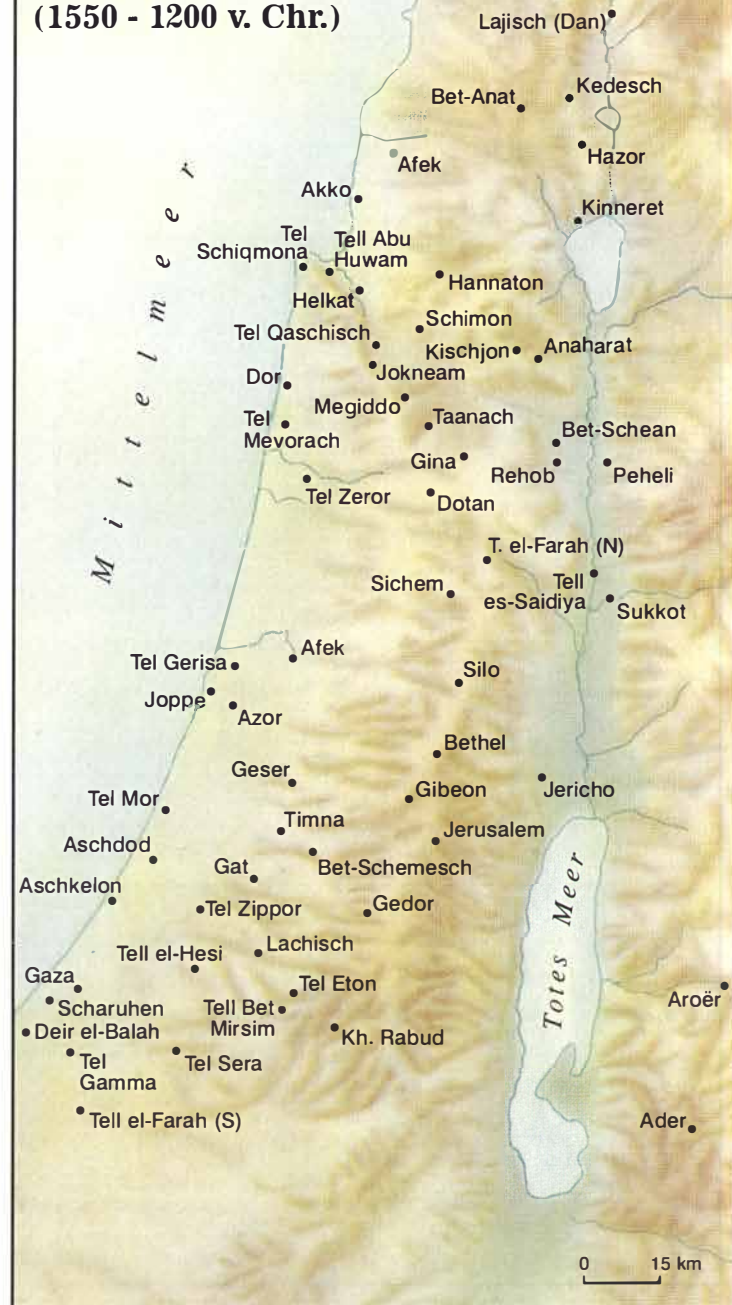 (1550 - 1200 v. Chr.)
Lajisch (Dan)
Kedesch
Bet-Anat
Hazor
Afek
Akko
Kinneret
Mittelmeer
Tel
Schiqmona
Tell Abu
Huwam
Hannaton
Helkat
Schimon
Tel Qaschisch
Kischjon
Anaharat
Jokneam
Dor
Megiddo
Tel
Mevorach
Taanach
Bet-Schean
Gina
Rehob
Peheli
Tel Zeror
Dotan
T. el-Farah (N)
Sichem
Tell
es-Saidiya
Sukkot
Afek
Tel Gerisa
Silo
Joppe
Azor
Bethel
Geser
Gibeon
Jericho
Tel Mor
Timna
Jerusalem
Aschdod
Bet-Schemesch
Gat
Aschkelon
Tel Zippor
Gedor
Totes Meer
Lachisch
Tell el-Hesi
Gaza
Tel Eton
Aroër
Scharuhen
Tell Bet
Mirsim
Deir el-Balah
Kh. Rabud
Tel
Gamma
Tel Sera
Tell el-Farah (S)
Ader
0 15 km